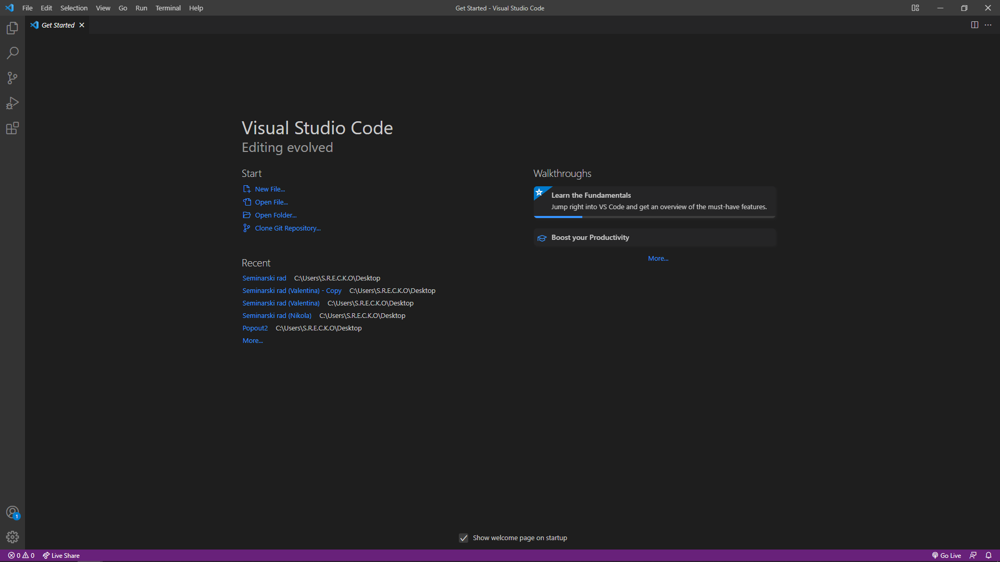 File Edit Selection View Go Run Terminal Help
Get Started - Visual Studio Code
Get Started
Visual Studio Code
Editing evolved
Start
New File...
Open File...
Open Folder...
Clone Git Repository...
Recent
Seminarski rad C:\Users\S.R.E.C.K.O\Desktop
Seminarski rad (Valentina) - Copy C:\Users\S.R.E.C.K.O\Desktop
Seminarski rad (Valentina) C:\Users\S.R.E.C.K.O\Desktop
Seminarski rad (Nikola) C:\Users\S.R.E.C.K.O\Desktop
Popout2 C:\Users\S.R.E.C.K.O\Desktop
More...
Walkthroughs
Learn the Fundamentals
Jump right into VS Code and get an overview of the must-have features.
Boost your Productivity
More...
1
Show welcome page on startup
0 0 Live Share
Go Live